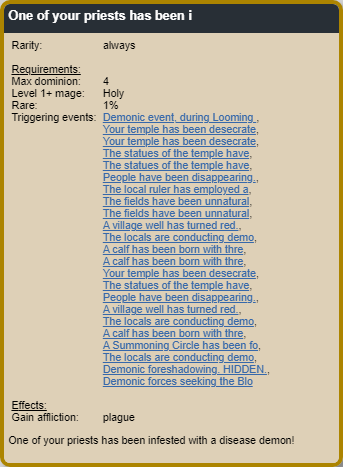 One of your priests has been i
Rarity: always
Requirements:
Max dominion: 4
Level 1+ mage: Holy
Rare: 1%
Triggering events: Demonic event, during Looming ,
Your temple has been desecrate,
Your temple has been desecrate,
The statues of the temple have,
The statues of the temple have,
People have been disappearing.,
The local ruler has employed a,
The fields have been unnatural,
The fields have been unnatural,
A village well has turned red.,
The locals are conducting demo,
A calf has been born with thre,
A calf has been born with thre,
Your temple has been desecrate,
The statues of the temple have,
People have been disappearing.,
A village well has turned red.,
The locals are conducting demo,
A calf has been born with thre,
A Summoning Circle has been fo,
The locals are conducting demo,
Demonic foreshadowing. HIDDEN.,
Demonic forces seeking the Blo
Effects:
Gain affliction: plague
One of your priests has been infested with a disease demon!